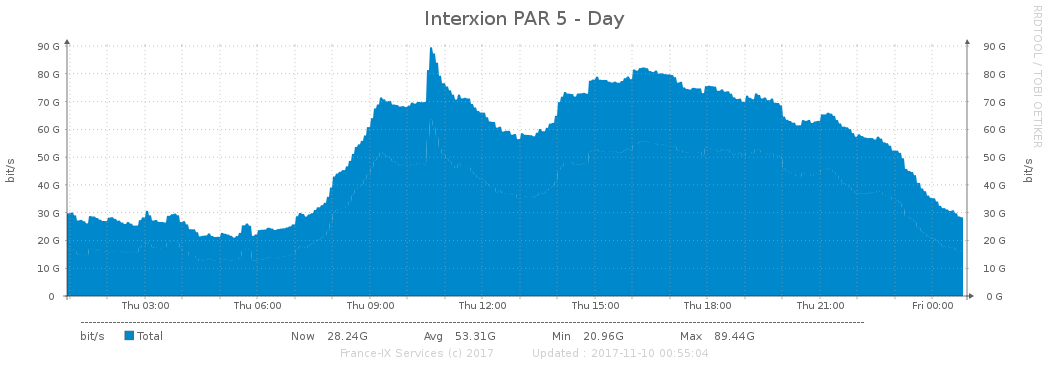 Interxion PAR 5 - Day
RRDTOOL / TOBI OETIKER
bit/s
90 G 90 G
80 G 80 G
70 G 70 G
60 G 60 G
50 G 50 G
40 G 40 G
30 G 30 G
20 G 20 G
10 G 10 G
0 0 G
bit/s
Thu 03:00 Thu 06:00 Thu 09:00 Thu 12:00 Thu 15:00 Thu 18:00 Thu 21:00 Fri 00:00
bit/s Total Now 28.24G Avg 53.31G Min 20.96G Max 89.44G
France-IX Services (c) 2017 Updated : 2017-11-10 00:55:04